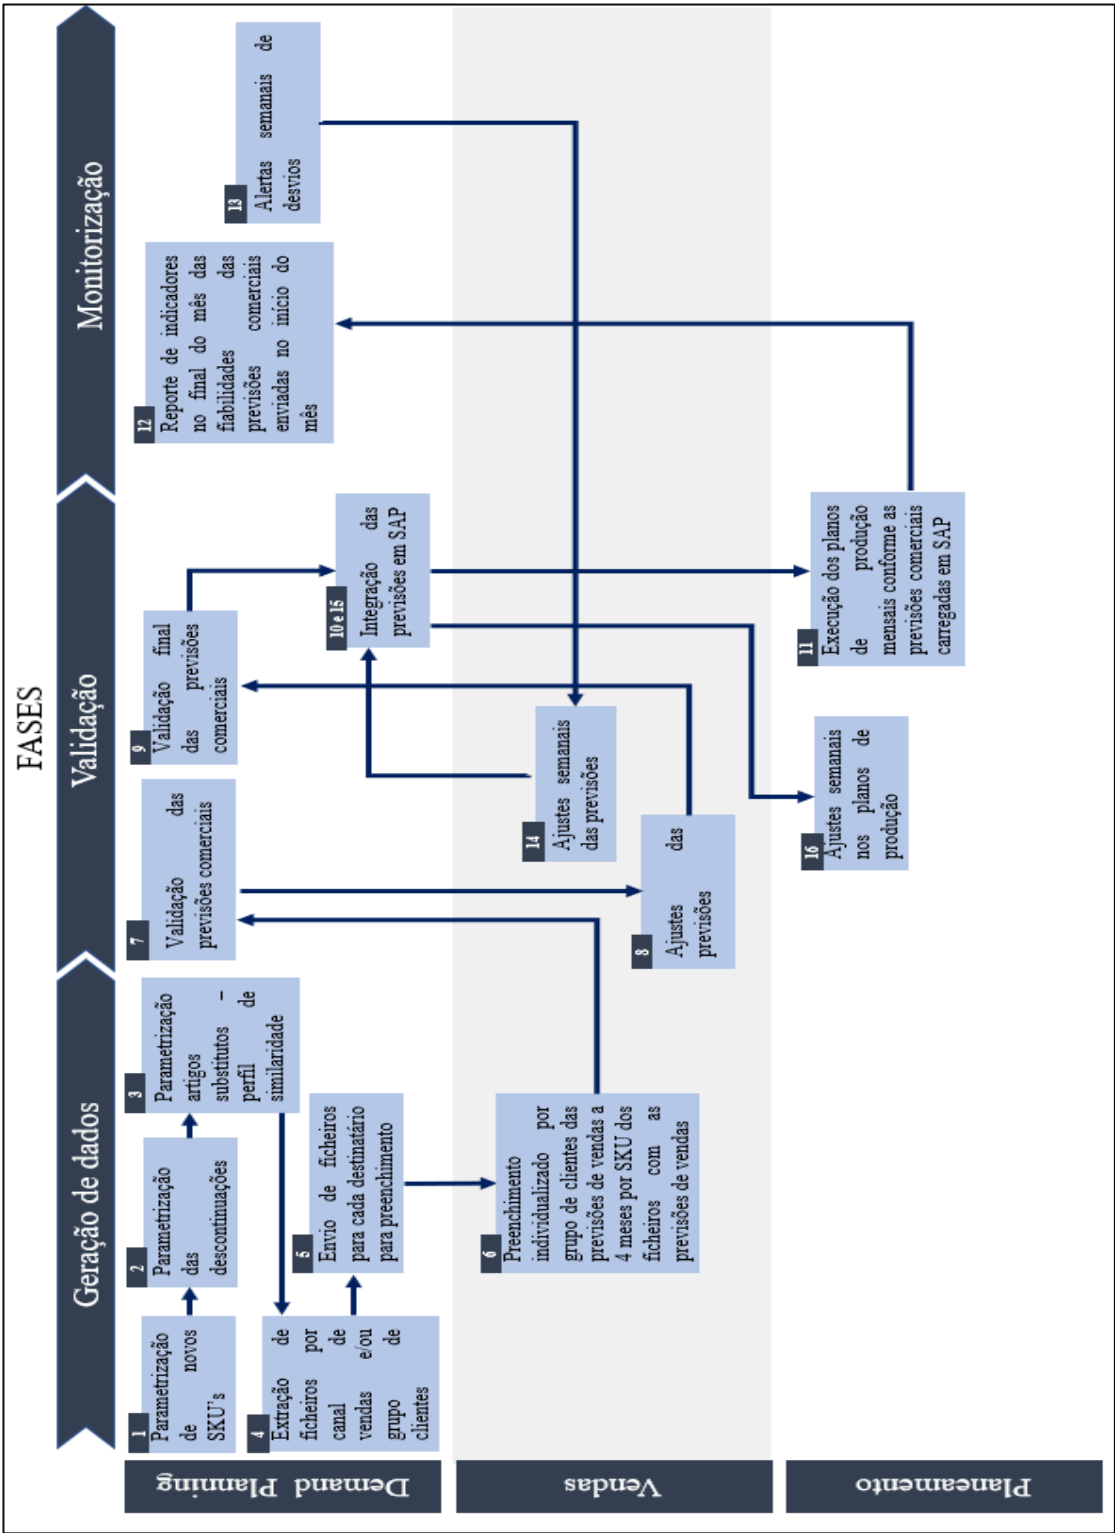 FASES
Geração de dados
Validação
Monitorização
Demand Planning
Vendas
Planeamento
1
Parametrização
de novos
SKU's
2
Parametrização
das
descontinuações
3
Parametrização
artigos
substitutos –
perfil de
similaridade
4
Extração de
ficheiros por
canal de
vendas e/ou
grupo de
clientes
5
Envio de ficheiros
para cada destinatário
para preenchimento
6
Preenchimento
individualizado por
grupo de clientes das
previsões de vendas a
4 meses por SKU dos
ficheiros com as
previsões de vendas
7
Validação das
previsões comerciais
8
Ajustes das
previsões
9
Validação final
das previsões
comerciais
10 e 15
Integração das
previsões em SAP
11
Execução dos planos
de produção
mensais conforme as
previsões comerciais
carregadas em SAP
12
Reporte de indicadores
no final do mês das
fiabilidades das
previsões comerciais
enviadas no início do
mês
13
Alertas semanais de
desvios
14
Ajustes semanais
das previsões
16
Ajustes semanais
nos planos de
produção